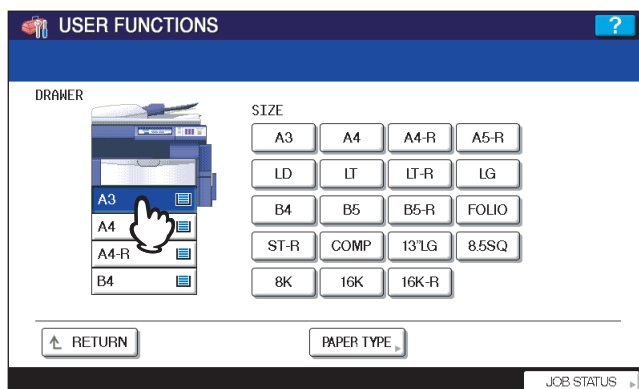 USER FUNCTIONS
?
DRAWER
SIZE
A3 A4 A4-R A5-R
LD LT LT-R LG
B4 B5 B5-R FOLIO
ST-R COMP 13"LG 8.5SQ
8K 16K 16K-R
A3
A4
A4-R
B4
RETURN
PAPER TYPE
JOB STATUS